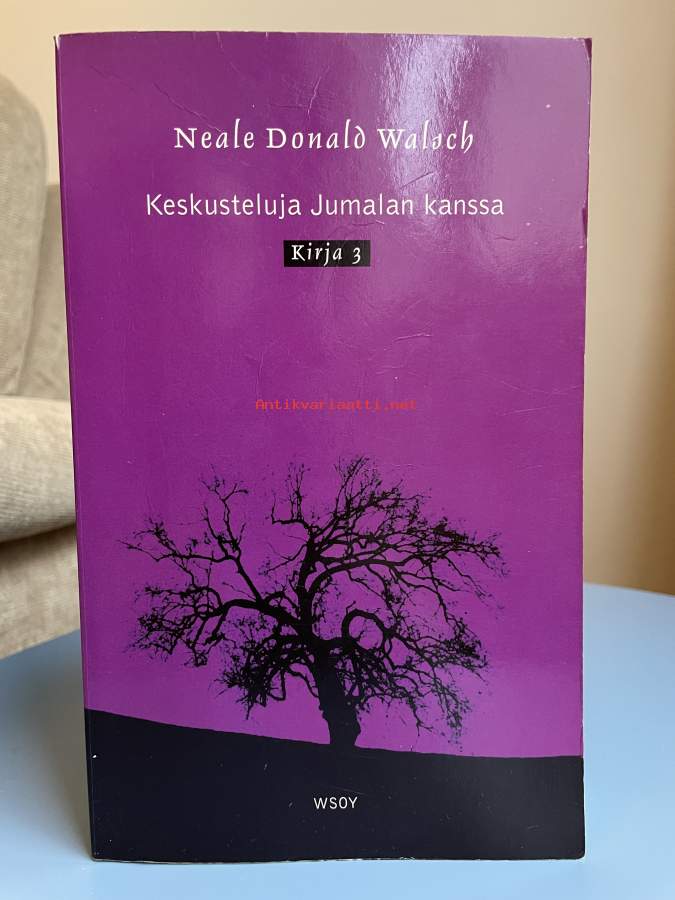 Neale Donald Walsch
Keskusteluja Jumalan kanssa
Kirja 3
Antikvariaatti.net
WSOY